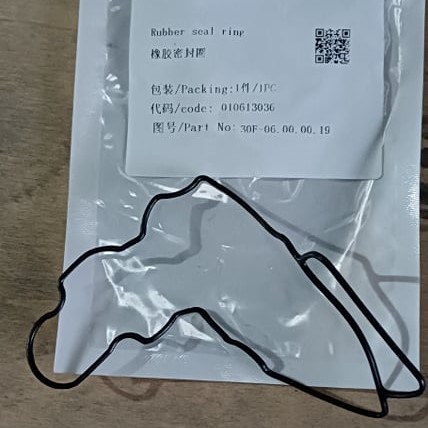 Rubber seal ring
橡胶密封圈
包装/Packing:1件/1PC
代码/code: 010613036
图号/Part No:30F-06.00.00.19